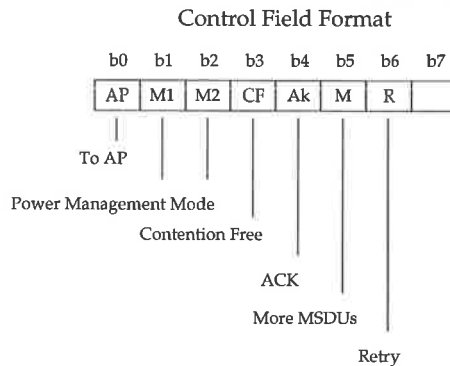 Control Field Format
b0 b1 b2 b3 b4 b5 b6 b7
AP M1 M2 CF Ak M R
To AP
Power Management Mode
Contention Free
ACK
More MSDUs
Retry